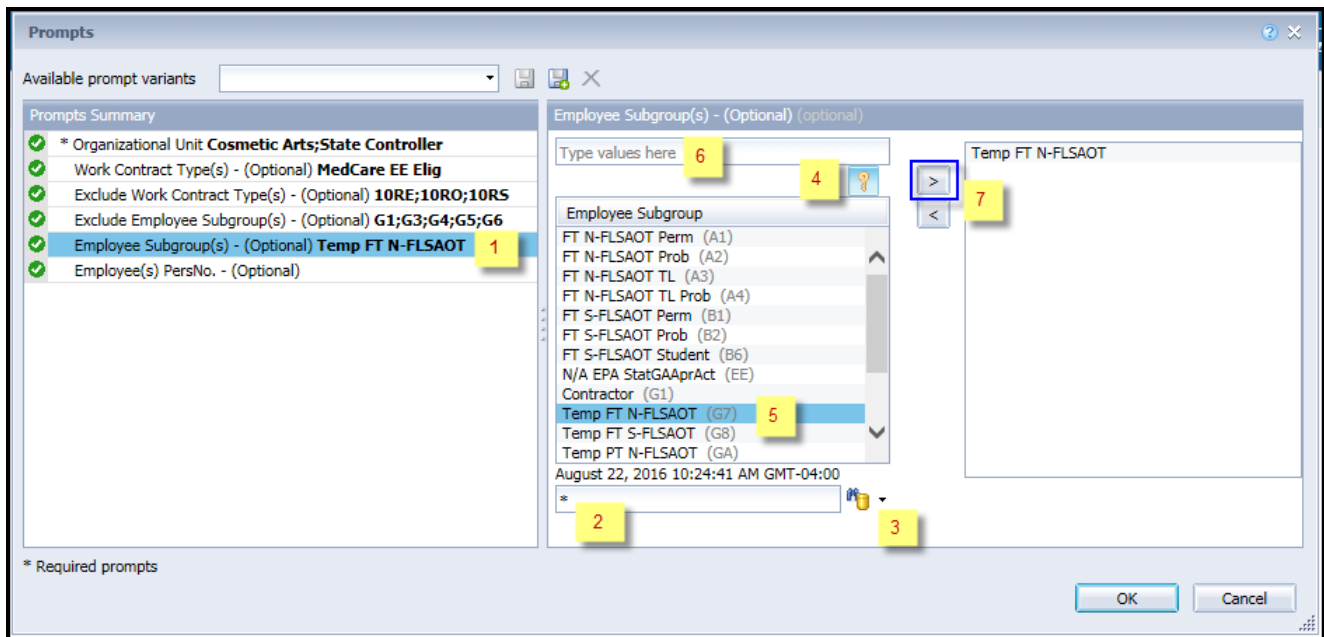 Prompts
Available prompt variants
Prompts Summary
* Organizational Unit Cosmetic Arts;State Controller
Work Contract Type(s) - (Optional) MedCare EE Elig
Exclude Work Contract Type(s) - (Optional) 10RE;10RO;10RS
Exclude Employee Subgroup(s) - (Optional) G1;G3;G4;G5;G6
Employee Subgroup(s) - (Optional) Temp FT N-FLSAOT 1
Employee(s) PersNo. - (Optional)
Employee Subgroup(s) - (Optional) (optional)
Type values here 6
4
Employee Subgroup
FT N-FLSAOT Perm (A1)
FT N-FLSAOT Prob (A2)
FT N-FLSAOT TL (A3)
FT N-FLSAOT TL Prob (A4)
FT S-FLSAOT Perm (B1)
FT S-FLSAOT Prob (B2)
FT S-FLSAOT Student (B6)
N/A EPA StatGAAprAct (EE)
Contractor (G1)
Temp FT N-FLSAOT (G7) 5
Temp FT S-FLSAOT (G8)
Temp PT N-FLSAOT (GA)
August 22, 2016 10:24:41 AM GMT-04:00
*
2
3
>
<
7
Temp FT N-FLSAOT
* Required prompts
OK
Cancel